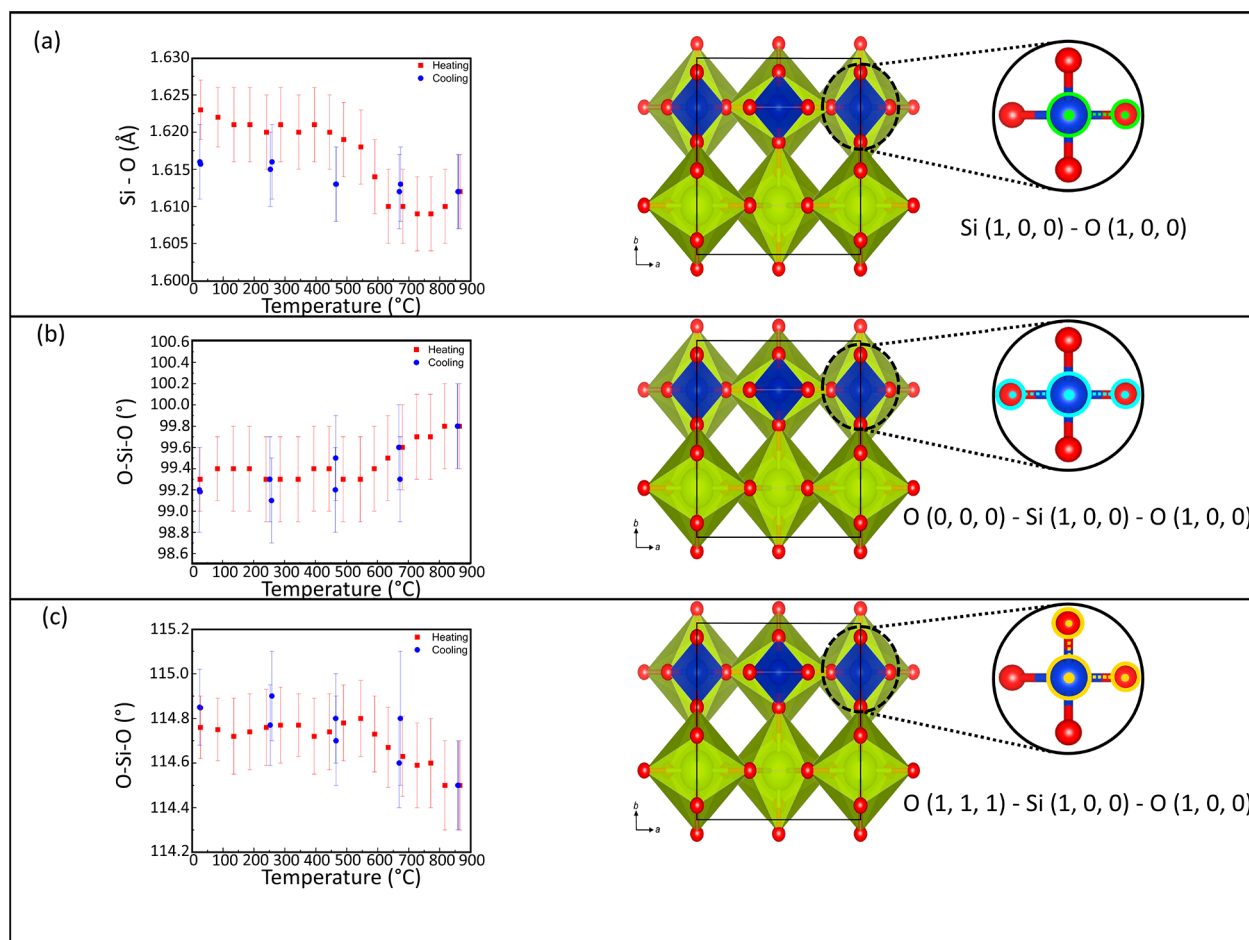 (a)
1.630
1.625
1.620
1.615
1.610
1.605
1.600
Si - O (Å)
Heating
Cooling
0 100 200 300 400 500 600 700 800 900
Temperature (°C)
b
a
Si (1, 0, 0) - O (1, 0, 0)
(b)
100.6
100.4
100.2
100.0
99.8
99.6
99.4
99.2
99.0
98.8
98.6
O-Si-O (°)
Heating
Cooling
0 100 200 300 400 500 600 700 800 900
Temperature (°C)
b
a
O (0, 0, 0) - Si (1, 0, 0) - O (1, 0, 0)
(c)
115.2
115.0
114.8
114.6
114.4
114.2
O-Si-O (°)
Heating
Cooling
0 100 200 300 400 500 600 700 800 900
Temperature (°C)
b
a
O (1, 1, 1) - Si (1, 0, 0) - O (1, 0, 0)